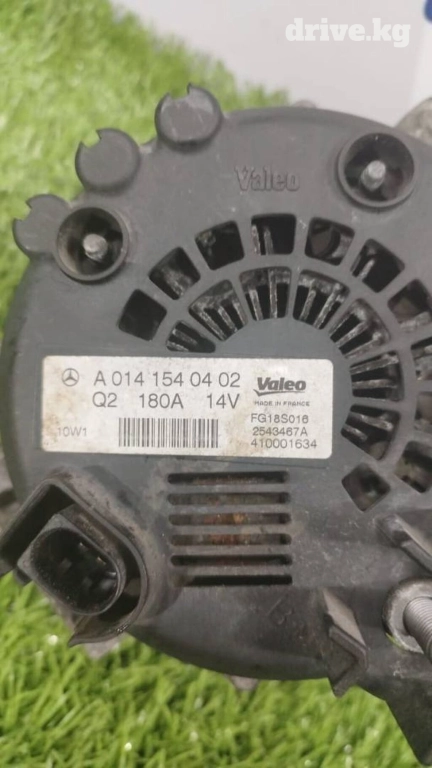 drive.kg
Valeo
A 014 154 04 02
Q2 180A 14V
10W1
Valeo
MADE IN FRANCE
FG18S016
2543467A
410001634